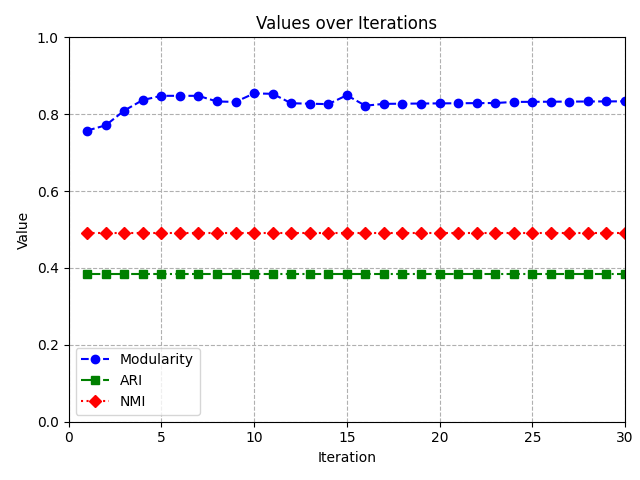 Values over Iterations
1.0
0.8
0.6
0.4
0.2
0.0
Value
Modularity
ARI
NMI
0 5 10 15 20 25 30
Iteration